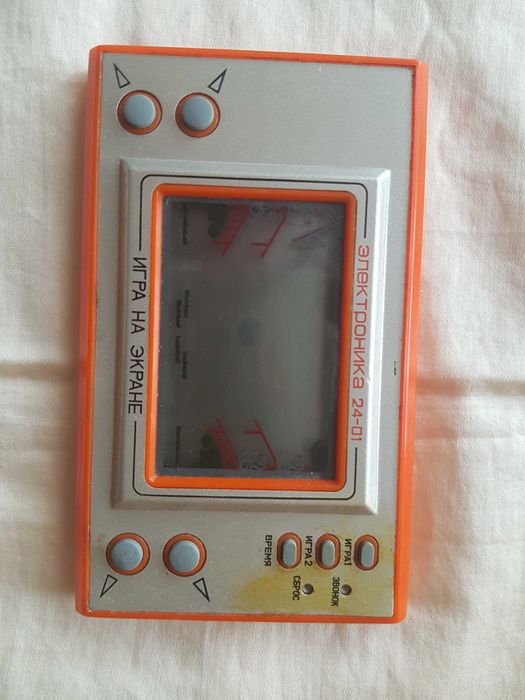 электроника 24-01
ИГРА НА ЭКРАНЕ
ИГРА 1
ИГРА 2
ВРЕМЯ
ЗВОНОК
СБРОС